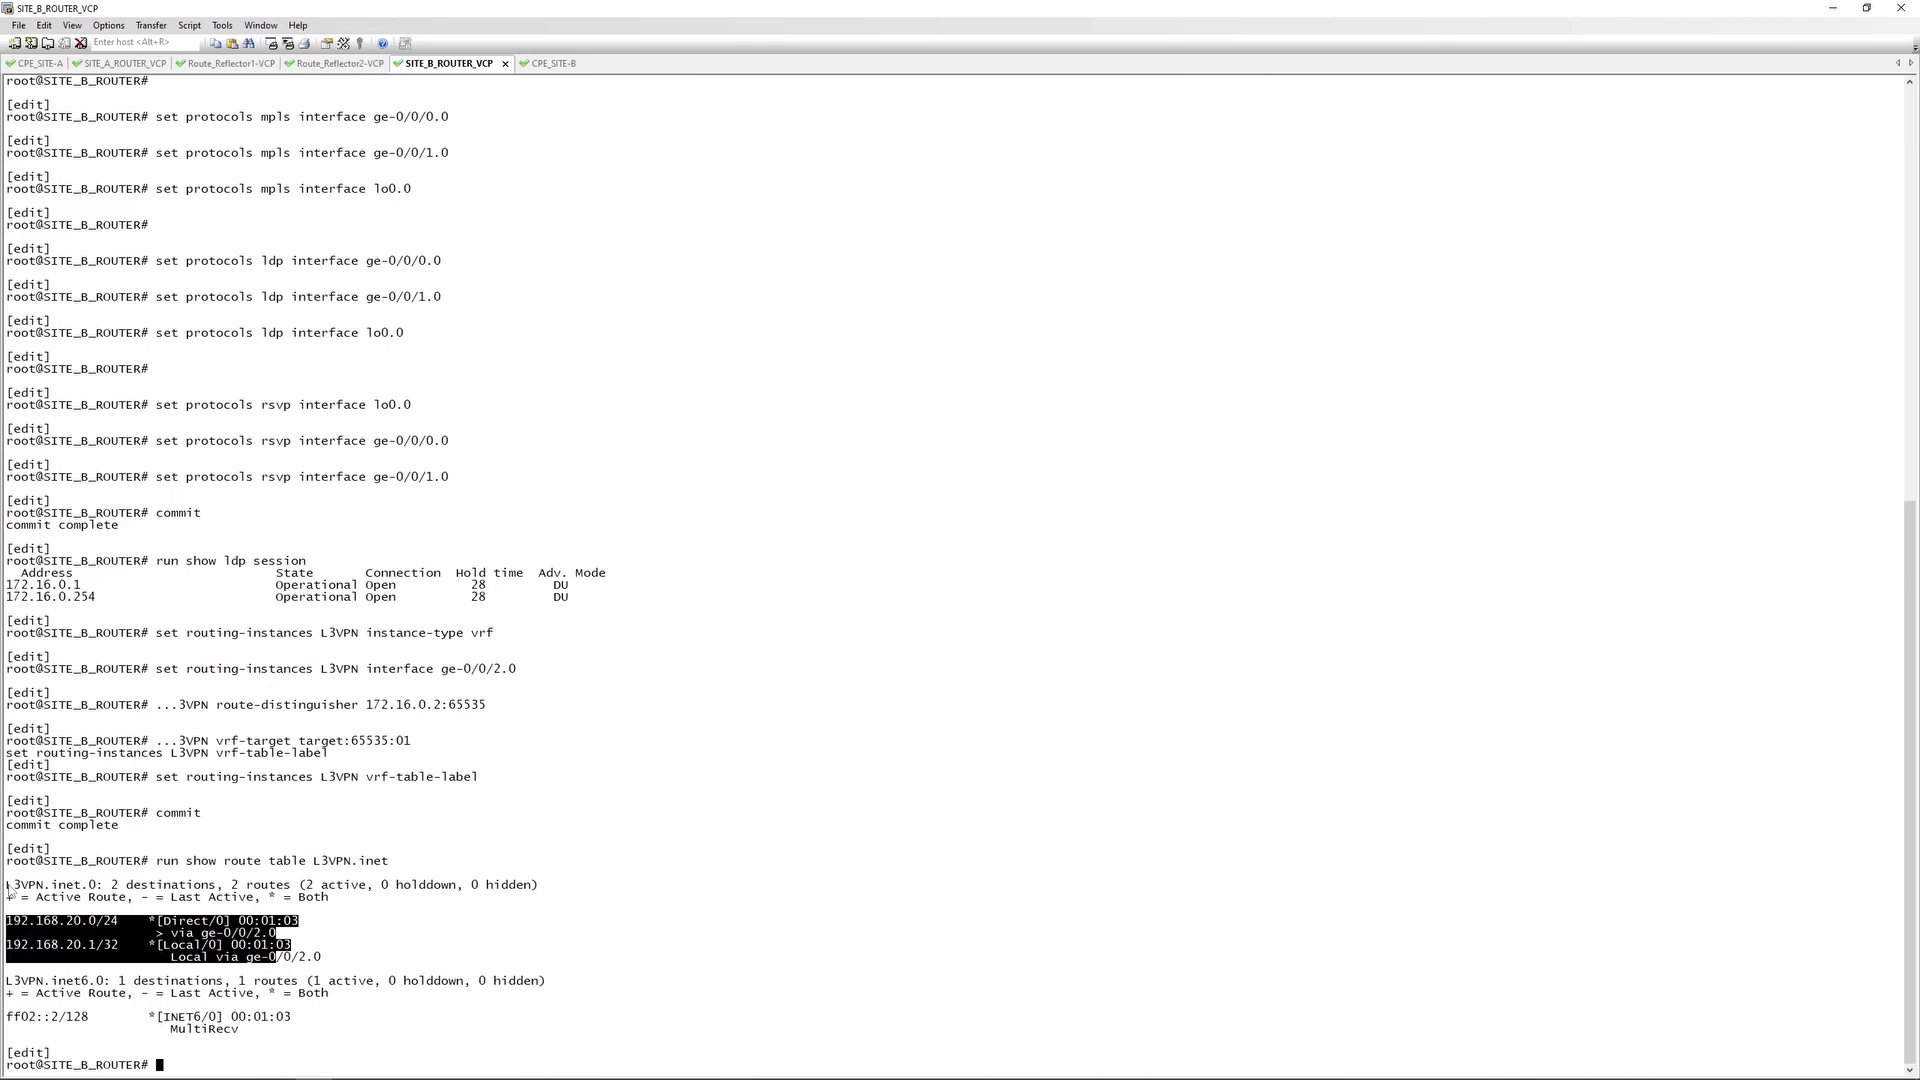 SITE_B_ROUTER_VCP
File Edit View Options Transfer Script Tools Window Help
Enter host <Alt+R>
CPE_SITE-A SITE_A_ROUTER_VCP Route_Reflector1-VCP Route_Reflector2-VCP SITE_B_ROUTER_VCP CPE_SITE-B
root@SITE_B_ROUTER#
[edit]
root@SITE_B_ROUTER# set protocols mpls interface ge-0/0/0.0
[edit]
root@SITE_B_ROUTER# set protocols mpls interface ge-0/0/1.0
[edit]
root@SITE_B_ROUTER# set protocols mpls interface lo0.0
[edit]
root@SITE_B_ROUTER#
[edit]
root@SITE_B_ROUTER# set protocols ldp interface ge-0/0/0.0
[edit]
root@SITE_B_ROUTER# set protocols ldp interface ge-0/0/1.0
[edit]
root@SITE_B_ROUTER# set protocols ldp interface lo0.0
[edit]
root@SITE_B_ROUTER#
[edit]
root@SITE_B_ROUTER# set protocols rsvp interface lo0.0
[edit]
root@SITE_B_ROUTER# set protocols rsvp interface ge-0/0/0.0
[edit]
root@SITE_B_ROUTER# set protocols rsvp interface ge-0/0/1.0
[edit]
root@SITE_B_ROUTER# commit
commit complete
[edit]
root@SITE_B_ROUTER# run show ldp session
Address State Connection Hold time Adv. Mode
172.16.0.1 Operational Open 28 DU
172.16.0.254 Operational Open 28 DU
[edit]
root@SITE_B_ROUTER# set routing-instances L3VPN instance-type vrf
[edit]
root@SITE_B_ROUTER# set routing-instances L3VPN interface ge-0/0/2.0
[edit]
root@SITE_B_ROUTER# ...3VPN route-distinguisher 172.16.0.2:65535
[edit]
root@SITE_B_ROUTER# ...3VPN vrf-target target:65535:01
set routing-instances L3VPN vrf-table-label
[edit]
root@SITE_B_ROUTER# set routing-instances L3VPN vrf-table-label
[edit]
root@SITE_B_ROUTER# commit
commit complete
[edit]
root@SITE_B_ROUTER# run show route table L3VPN.inet
L3VPN.inet.0: 2 destinations, 2 routes (2 active, 0 holddown, 0 hidden)
+ = Active Route, - = Last Active, * = Both
192.168.20.0/24 *[Direct/0] 00:01:03
> via ge-0/0/2.0
192.168.20.1/32 *[Local/0] 00:01:03
Local via ge-0/0/2.0
L3VPN.inet6.0: 1 destinations, 1 routes (1 active, 0 holddown, 0 hidden)
+ = Active Route, - = Last Active, * = Both
ff02::2/128 *[INET6/0] 00:01:03
MultiRecv
[edit]
root@SITE_B_ROUTER#